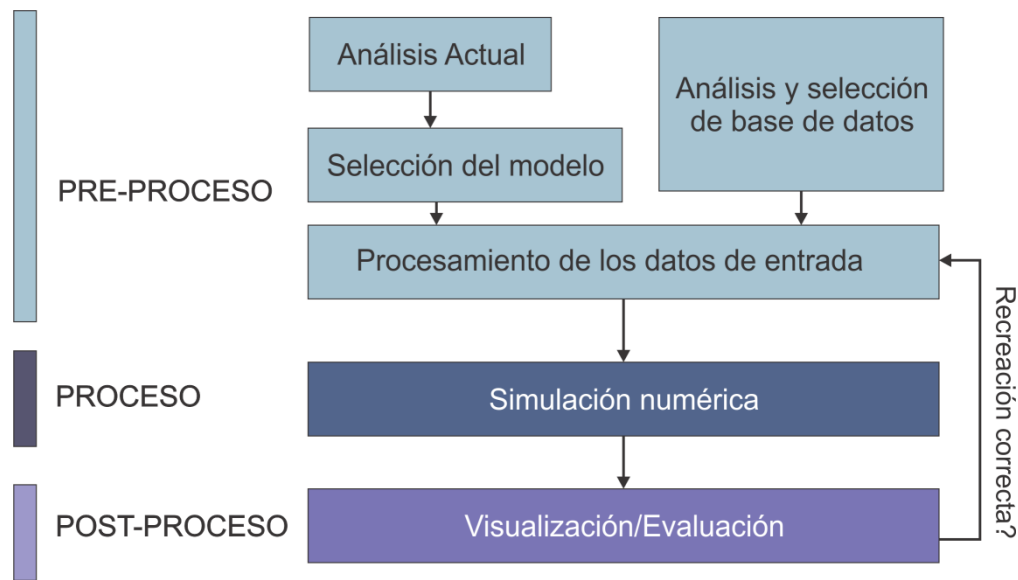 Análisis Actual
Análisis y selección
de base de datos
Selección del modelo
PRE-PROCESO
Procesamiento de los datos de entrada
Recreación correcta?
PROCESO
Simulación numérica
POST-PROCESO
Visualización/Evaluación